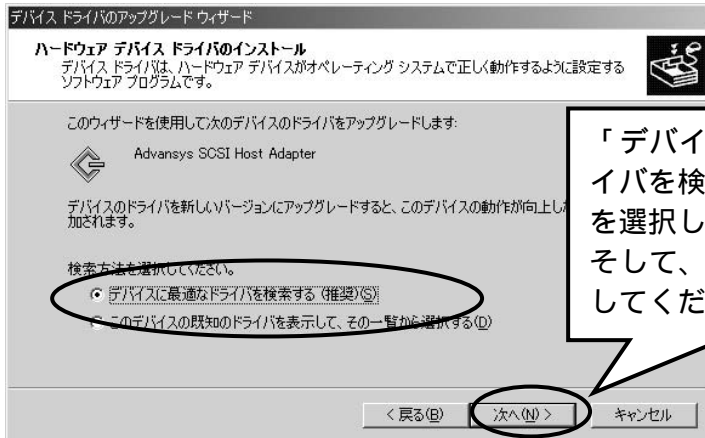 デバイス ドライバのアップグレード ウィザード
ハードウェア デバイス ドライバのインストール
デバイス ドライバは、ハードウェア デバイスがオペレーティング システムで正しく動作するように設定する
ソフトウェア プログラムです。
このウィザードを使用して次のデバイスのドライバをアップグレードします:
Advansys SCSI Host Adapter
デバイスのドライバを新しいバージョンにアップグレードすると、このデバイスの動作が向上し
加されます。
検索方法を選択してください。
デバイスに最適なドライバを検索する (推奨)(S)
このデバイスの既知のドライバを表示して、その一覧から選択する(D)
「デバイ
イバを検
を選択し
そして、
してくだ
< 戻る(B)
次へ(N) >
キャンセル